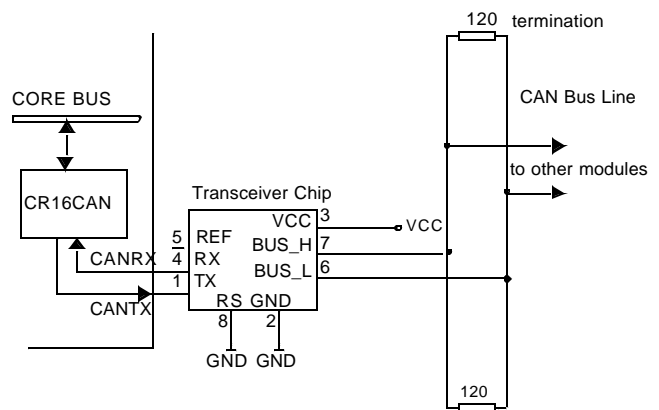 120 termination
CORE BUS
CAN Bus Line
to other modules
CR16CAN
Transceiver Chip
VCC 3
VCC
5 REF
BUS_H 7
CANRX 4 RX
BUS_L 6
1 TX
CANTX
RS GND
8 2
GND GND
120